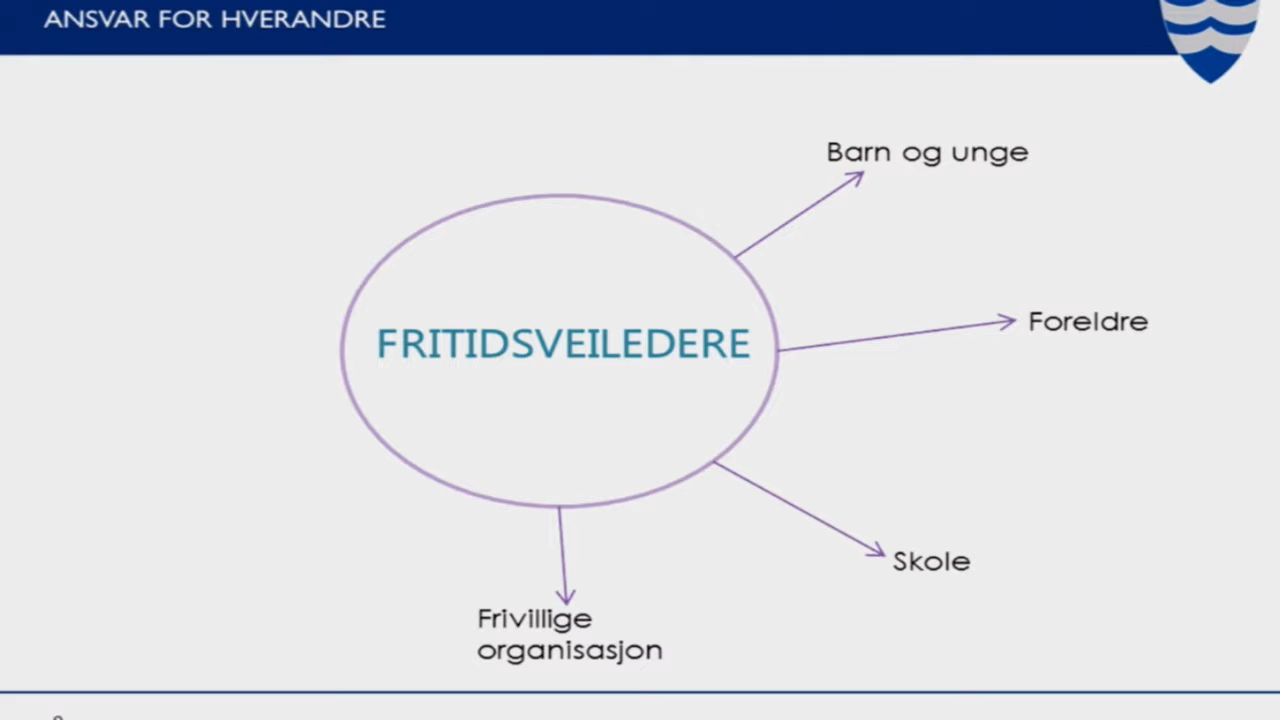 ANSVAR FOR HVERANDRE
Barn og unge
FRITIDSVEILEDERE
Foreldre
Skole
Frivillige
organisasjon